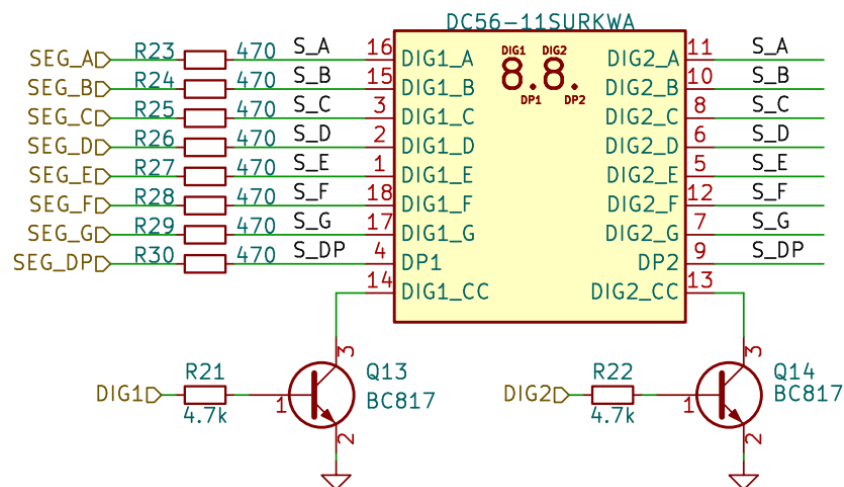 DC56-11SURKWA
SEG_A R23 470 S_A 16 DIG1_A DIG1 DIG2 DIG2_A 11 S_A
SEG_B R24 470 S_B 15 DIG1_B 8.8. DIG2_B 10 S_B
DP1 DP2
SEG_C R25 470 S_C 3 DIG1_C DIG2_C 8 S_C
SEG_D R26 470 S_D 2 DIG1_D DIG2_D 6 S_D
SEG_E R27 470 S_E 1 DIG1_E DIG2_E 5 S_E
SEG_F R28 470 S_F 18 DIG1_F DIG2_F 12 S_F
SEG_G R29 470 S_G 17 DIG1_G DIG2_G 7 S_G
SEG_DP R30 470 S_DP 4 DP1 DP2 9 S_DP
14 DIG1_CC DIG2_CC 13
3 3
R21 Q13 R22 Q14
DIG1 1 BC817 DIG2 1 BC817
4.7k 4.7k
2 2